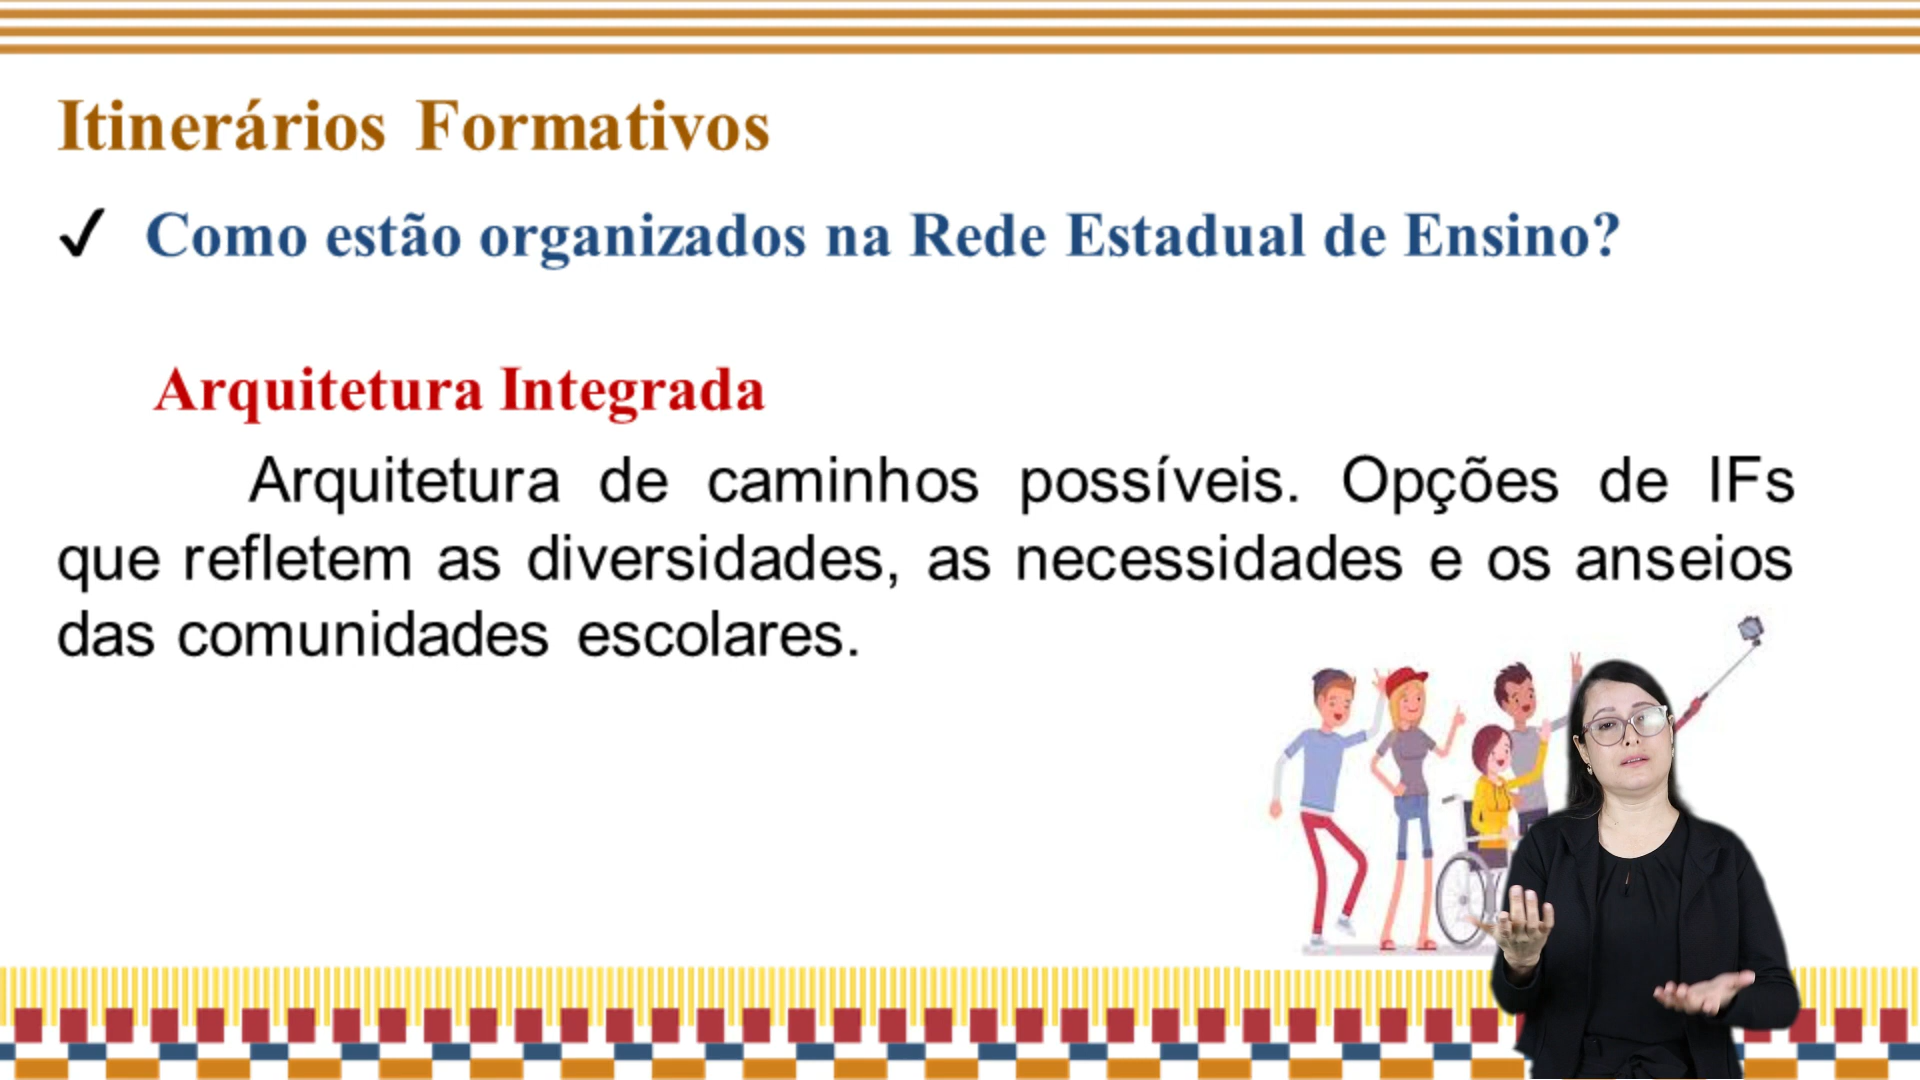 Itinerários Formativos
✓ Como estão organizados na Rede Estadual de Ensino?
Arquitetura Integrada
Arquitetura de caminhos possíveis. Opções de IFs
que refletem as diversidades, as necessidades e os anseios
das comunidades escolares.